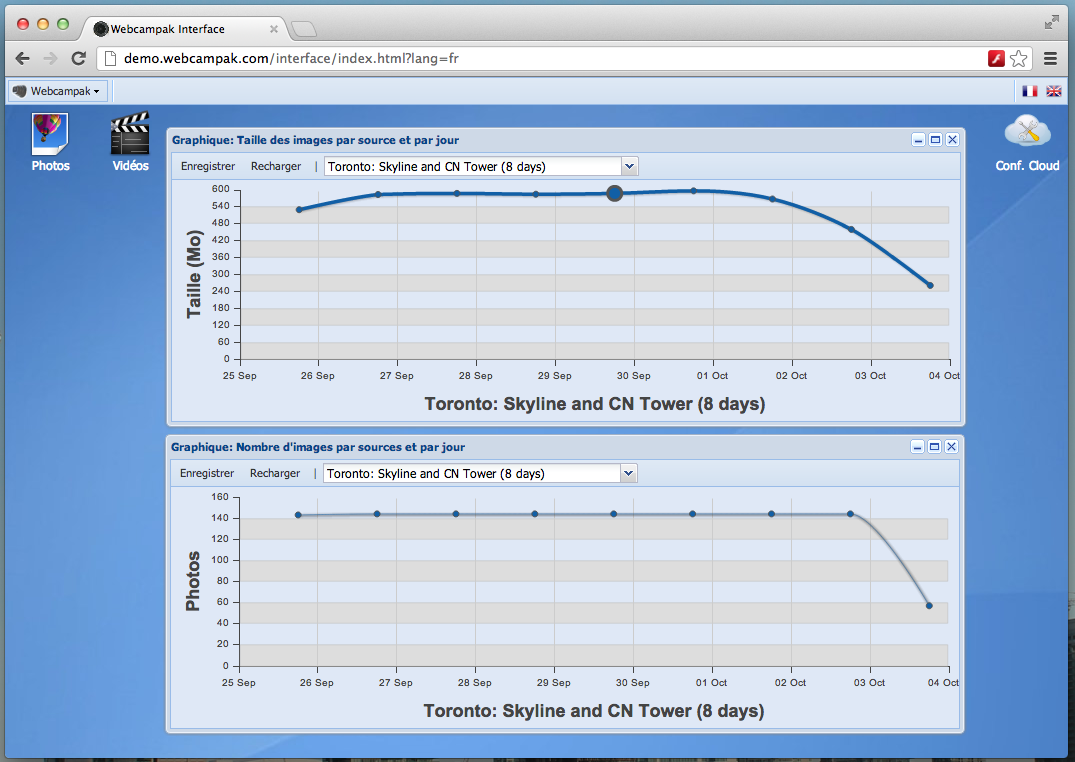 Webcampak Interface
demo.webcampak.com/interface/index.html?lang=fr
Webcampak
Photos
Vidéos
Conf. Cloud
Graphique: Taille des images par source et par jour
Enregistrer Recharger | Toronto: Skyline and CN Tower (8 days)
Taille (Mo)
600
540
480
420
360
300
240
180
120
60
0
25 Sep 26 Sep 27 Sep 28 Sep 29 Sep 30 Sep 01 Oct 02 Oct 03 Oct 04 Oct
Toronto: Skyline and CN Tower (8 days)
Graphique: Nombre d'images par sources et par jour
Enregistrer Recharger | Toronto: Skyline and CN Tower (8 days)
Photos
160
140
120
100
80
60
40
20
0
25 Sep 26 Sep 27 Sep 28 Sep 29 Sep 30 Sep 01 Oct 02 Oct 03 Oct 04 Oct
Toronto: Skyline and CN Tower (8 days)